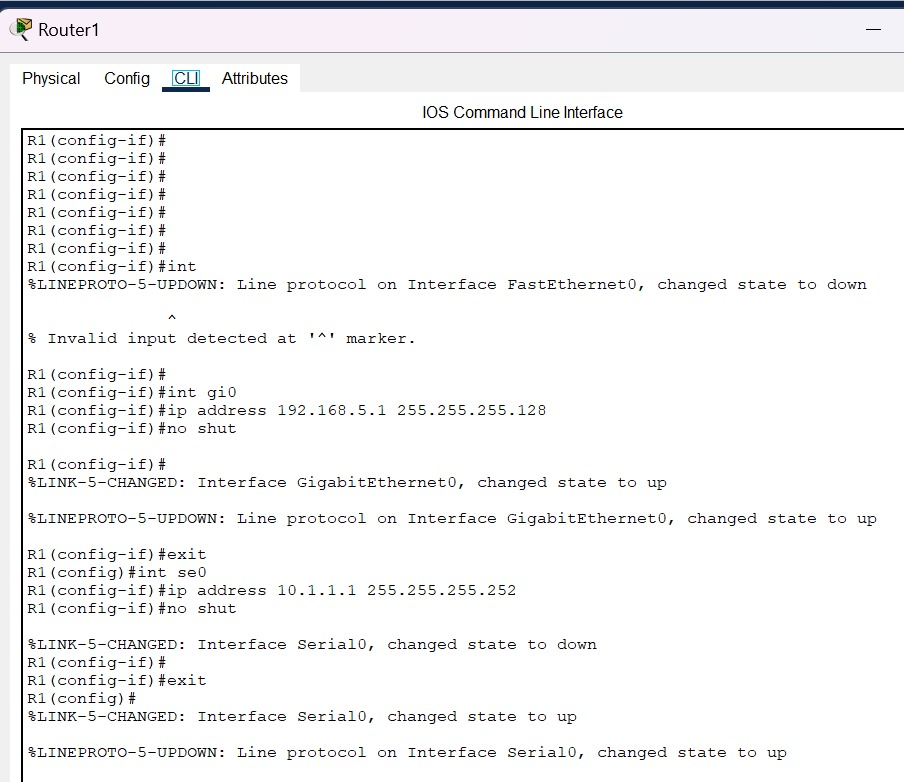 Router1
Physical Config CLI Attributes
IOS Command Line Interface
R1(config-if)#
R1(config-if)#
R1(config-if)#
R1(config-if)#
R1(config-if)#
R1(config-if)#
R1(config-if)#
R1(config-if)#int
%LINEPROTO-5-UPDOWN: Line protocol on Interface FastEthernet0, changed state to down
^
% Invalid input detected at '^' marker.
R1(config-if)#
R1(config-if)#int gi0
R1(config-if)#ip address 192.168.5.1 255.255.255.128
R1(config-if)#no shut
R1(config-if)#
%LINK-5-CHANGED: Interface GigabitEthernet0, changed state to up
%LINEPROTO-5-UPDOWN: Line protocol on Interface GigabitEthernet0, changed state to up
R1(config-if)#exit
R1(config)#int se0
R1(config-if)#ip address 10.1.1.1 255.255.255.252
R1(config-if)#no shut
%LINK-5-CHANGED: Interface Serial0, changed state to down
R1(config-if)#
R1(config-if)#exit
R1(config)#
%LINK-5-CHANGED: Interface Serial0, changed state to up
%LINEPROTO-5-UPDOWN: Line protocol on Interface Serial0, changed state to up